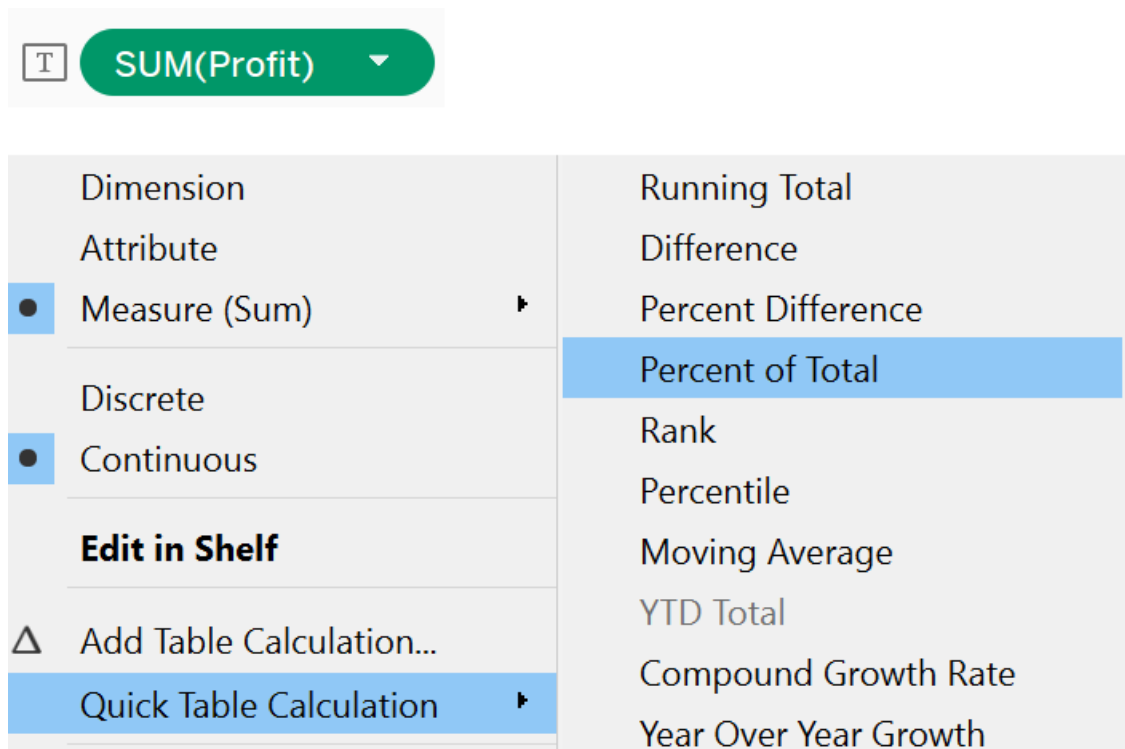 T SUM(Profit)
Dimension
Attribute
Measure (Sum)
Discrete
Continuous
Edit in Shelf
Add Table Calculation...
Quick Table Calculation
Running Total
Difference
Percent Difference
Percent of Total
Rank
Percentile
Moving Average
YTD Total
Compound Growth Rate
Year Over Year Growth